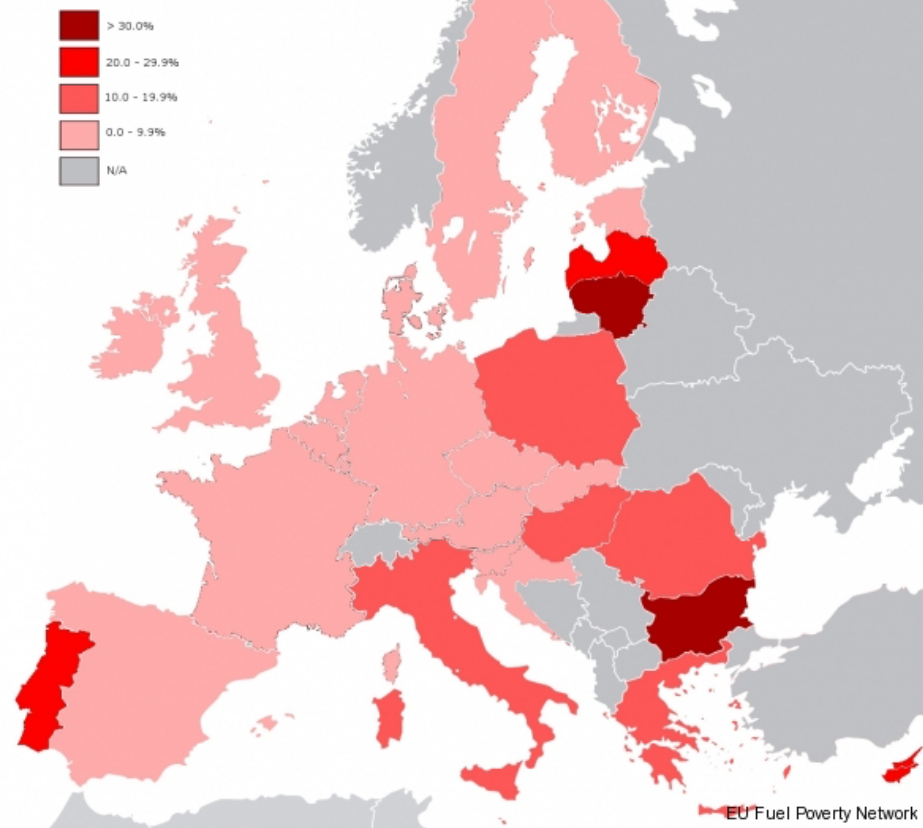 > 30.0%
20.0 - 29.9%
10.0 - 19.9%
0.0 - 9.9%
N/A
EU Fuel Poverty Network